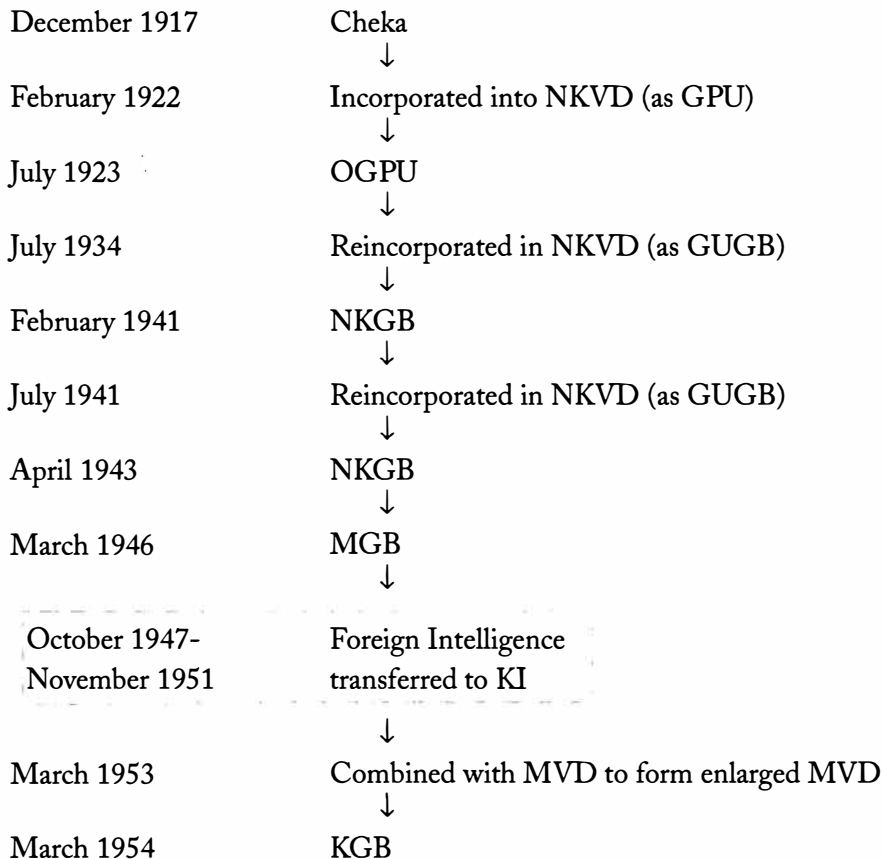 December 1917 Cheka
↓
February 1922 Incorporated into NKVD (as GPU)
↓
July 1923 OGPU
↓
July 1934 Reincorporated in NKVD (as GUGB)
↓
February 1941 NKGB
↓
July 1941 Reincorporated in NKVD (as GUGB)
↓
April 1943 NKGB
↓
March 1946 MGB
↓
October 1947- Foreign Intelligence
November 1951 transferred to KI
↓
March 1953 Combined with MVD to form enlarged MVD
↓
March 1954 KGB